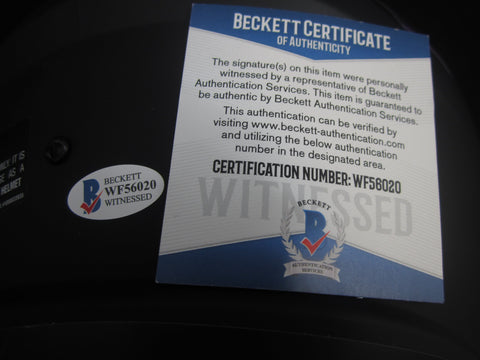 BECKETT CERTIFICATE
OF AUTHENTICITY
The signature(s) on this item were personally
witnessed by a representative of Beckett
Authentication Services. This item is guaranteed to
be authentic by Beckett Authentication Services.
This authentication can be verified by
visiting www.beckett-authentication.com
and utilizing the below authentication
number in the designated area.
CERTIFICATION NUMBER: WF56020
WITNESSED
BECKETT
B
AUTHENTICATION
SERVICES
B
BECKETT
WF56020
WITNESSED
IT IS
AS A
HELMET